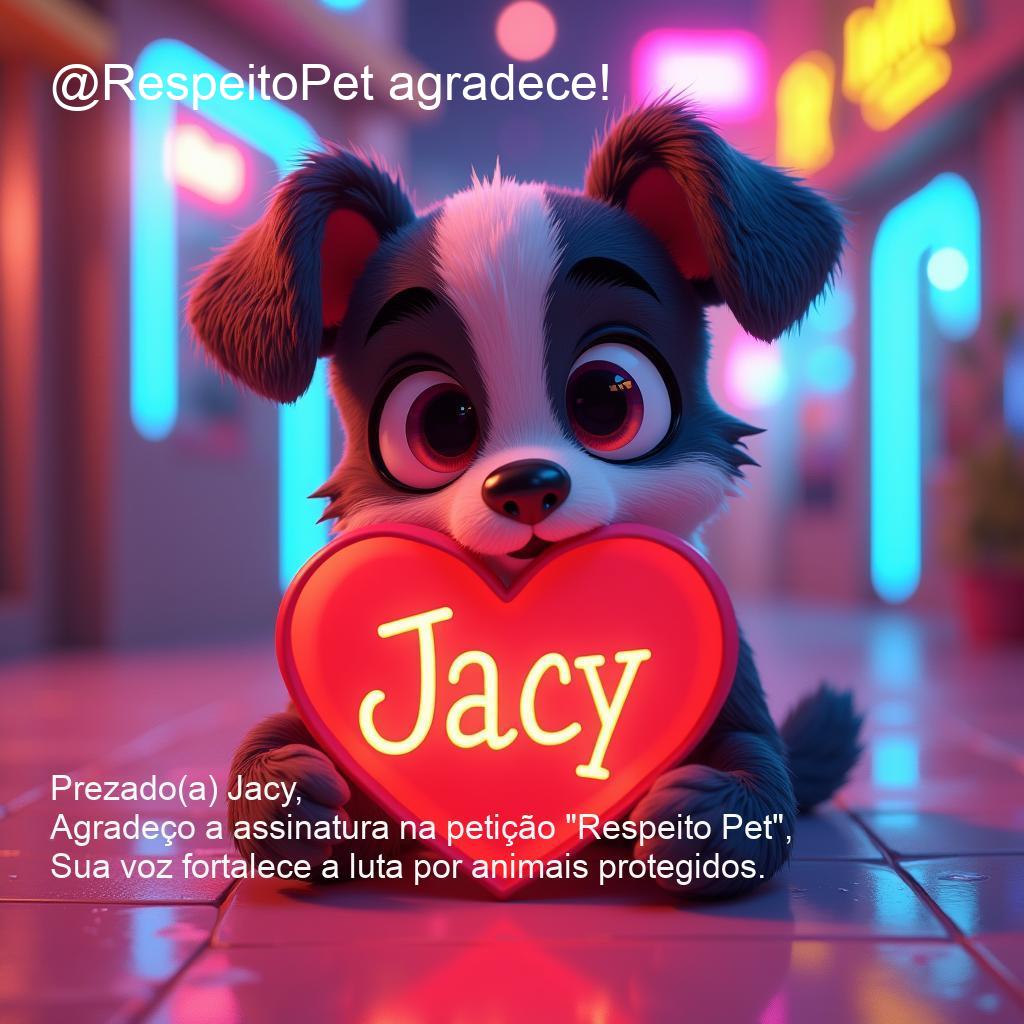 @RespeitoPet agradece!
Jacy
Prezado(a) Jacy,
Agradeço a assinatura na petição "Respeito Pet",
Sua voz fortalece a luta por animais protegidos.